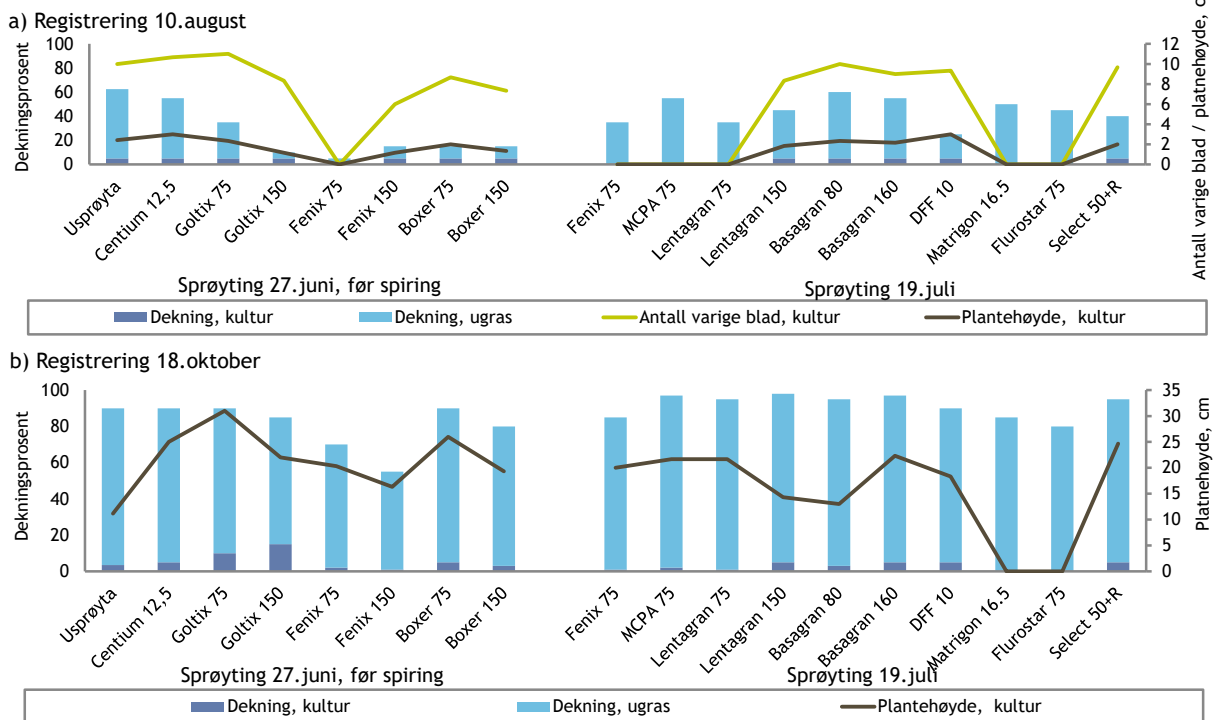 a) Registrering 10.august
Dekningsprosent
100
80
60
40
20
0
12
10
8
6
4
2
0
Antall varige blad / platnehøyde, c
Usprøyta
Centium 12,5
Goltix 75
Goltix 150
Fenix 75
Fenix 150
Boxer 75
Boxer 150
Fenix 75
MCPA 75
Lentagran 75
Lentagran 150
Basagran 80
Basagran 160
DFF 10
Matrigon 16.5
Flurostar 75
Select 50+R
Sprøyting 27.juni, før spiring
Sprøyting 19.juli
Dekning, kultur
Dekning, ugras
Antall varige blad, kultur
Plantehøyde, kultur
b) Registrering 18.oktober
Dekningsprosent
100
80
60
40
20
0
35
30
25
20
15
10
5
0
Platnehøyde, cm
Usprøyta
Centium 12,5
Goltix 75
Goltix 150
Fenix 75
Fenix 150
Boxer 75
Boxer 150
Fenix 75
MCPA 75
Lentagran 75
Lentagran 150
Basagran 80
Basagran 160
DFF 10
Matrigon 16.5
Flurostar 75
Select 50+R
Sprøyting 27.juni, før spiring
Sprøyting 19.juli
Dekning, kultur
Dekning, ugras
Plantehøyde, kultur